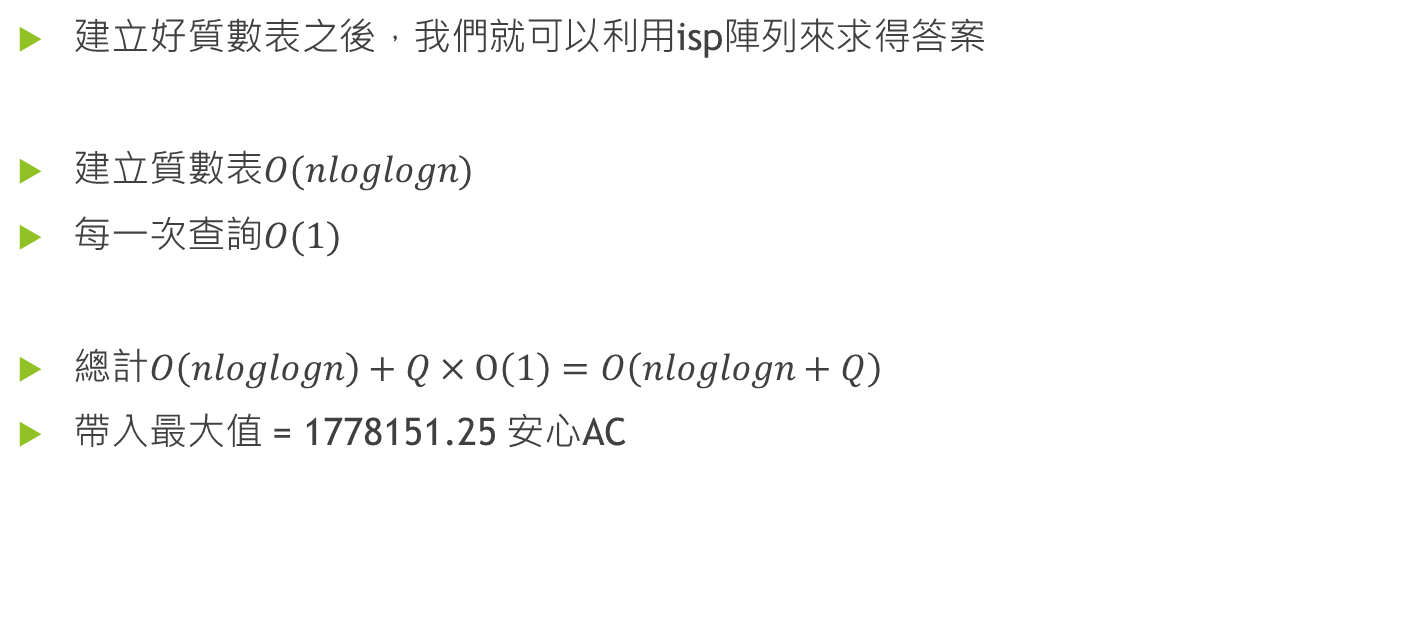 建立好質數表之後，我們就可以利用isp陣列來求得答案
建立質數表O(nloglogn)
每一次查詢O(1)
總計O(nloglogn) + Q × O(1) = O(nloglogn + Q)
帶入最大值 = 1778151.25 安心AC